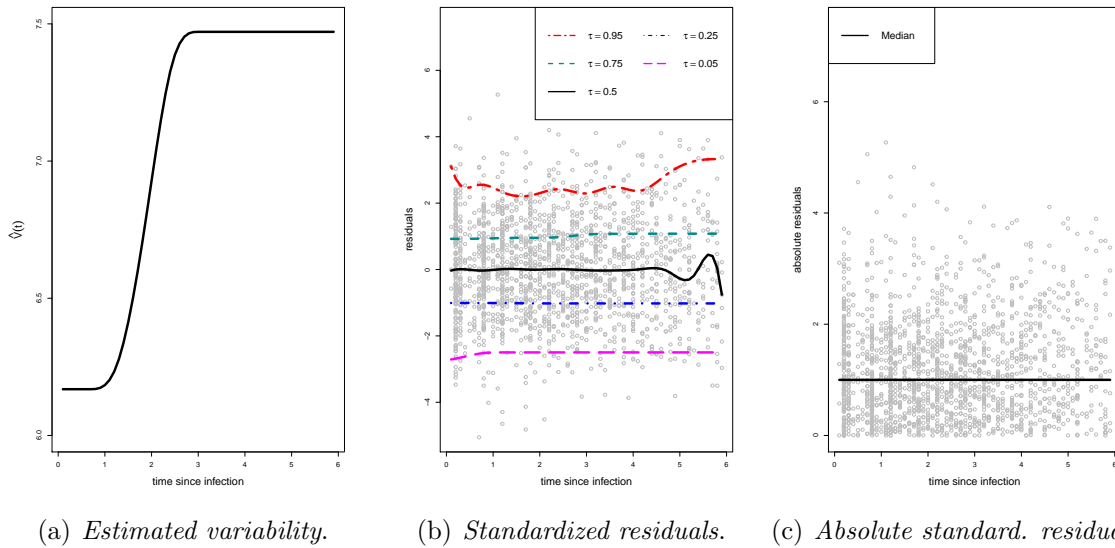 7.5
7.0
6.5
6.0
V̂(t)
0 1 2 3 4 5 6
time since infection
τ = 0.95
τ = 0.75
τ = 0.5
τ = 0.25
τ = 0.05
6
4
2
0
-2
-4
residuals
0 1 2 3 4 5 6
time since infection
Median
6
4
2
0
absolute residuals
0 1 2 3 4 5 6
time since infection
(a) Estimated variability.
(b) Standardized residuals.
(c) Absolute standard. residu